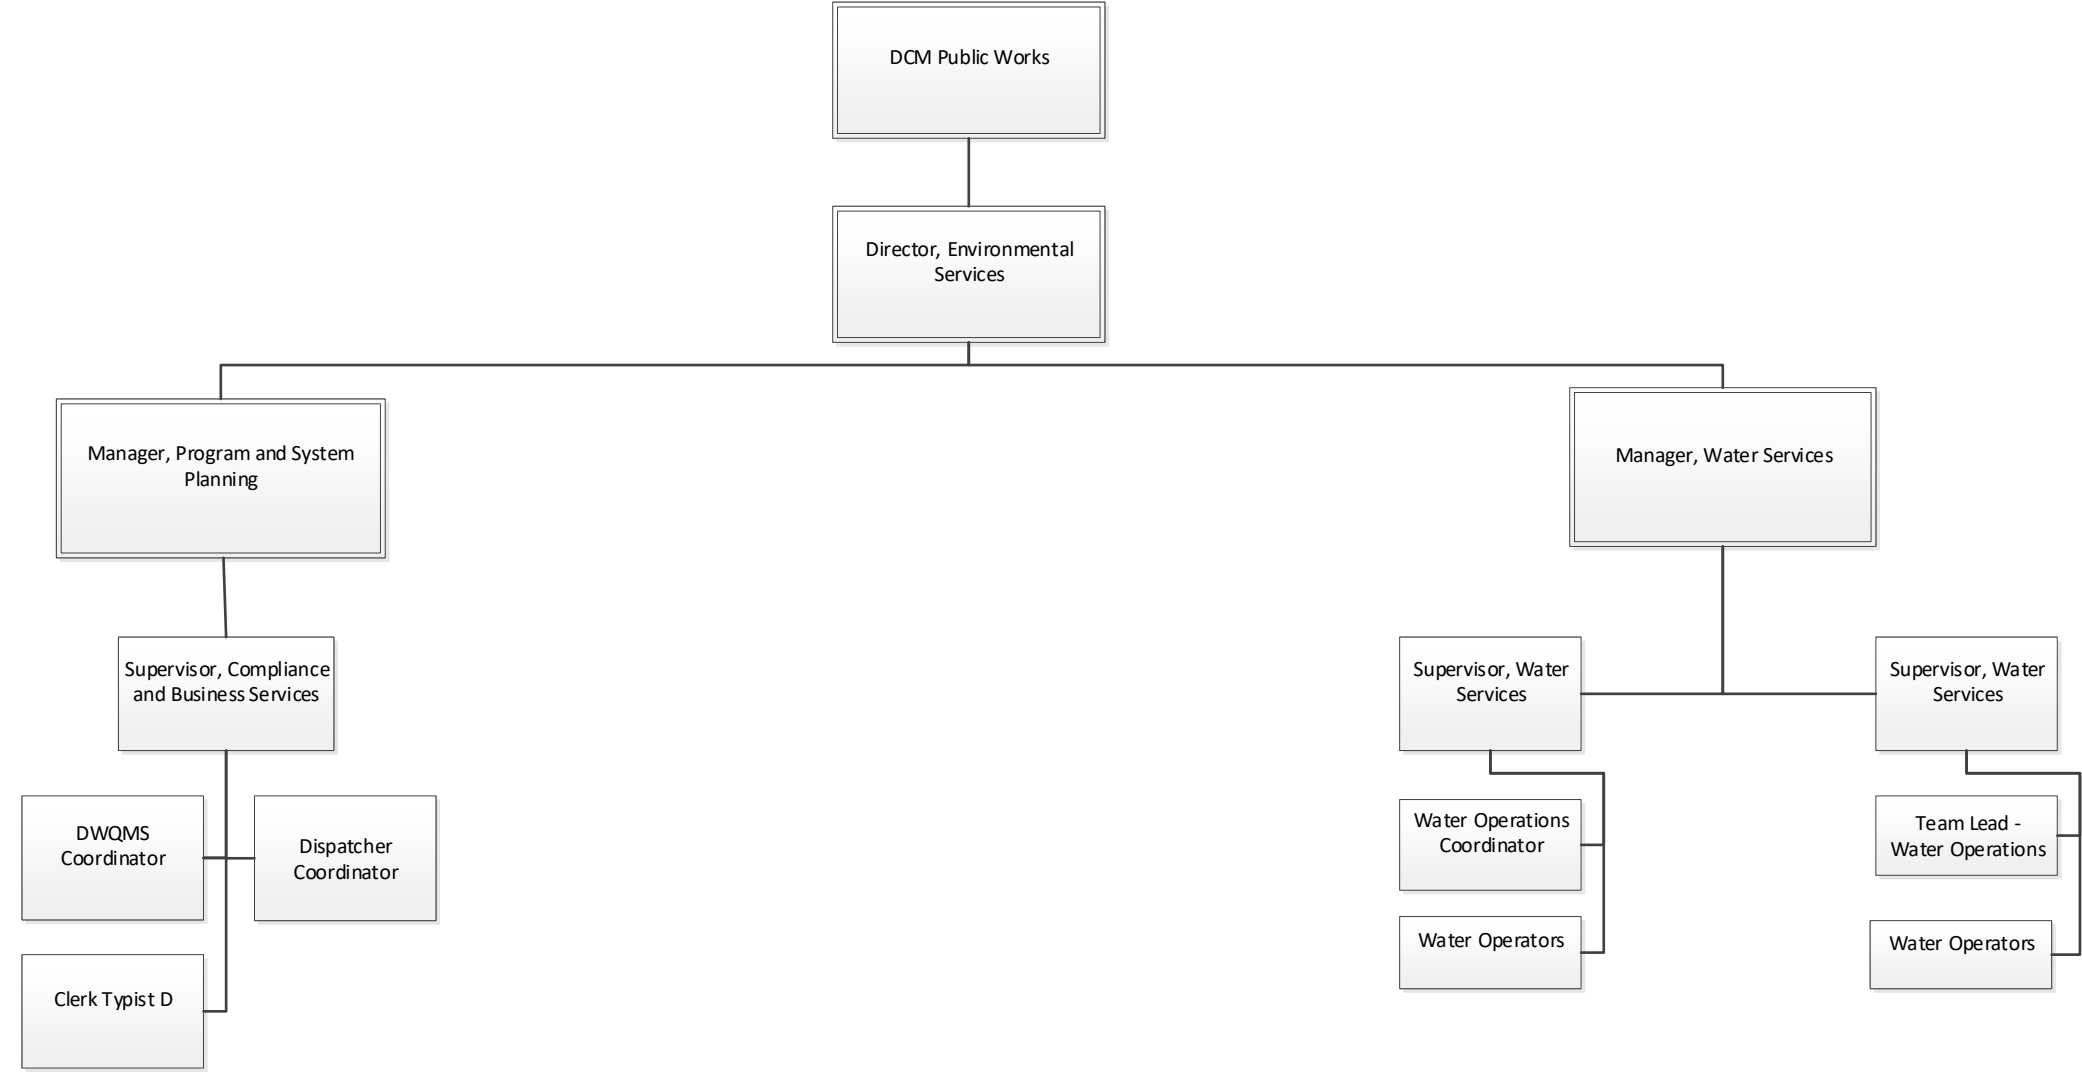 DCM Public Works
Director, Environmental
Services
Manager, Program and System
Planning
Manager, Water Services
Supervisor, Compliance
and Business Services
Supervisor, Water
Services
Supervisor, Water
Services
DWQMS
Coordinator
Dispatcher
Coordinator
Water Operations
Coordinator
Team Lead -
Water Operations
Water Operators
Water Operators
Clerk Typist D